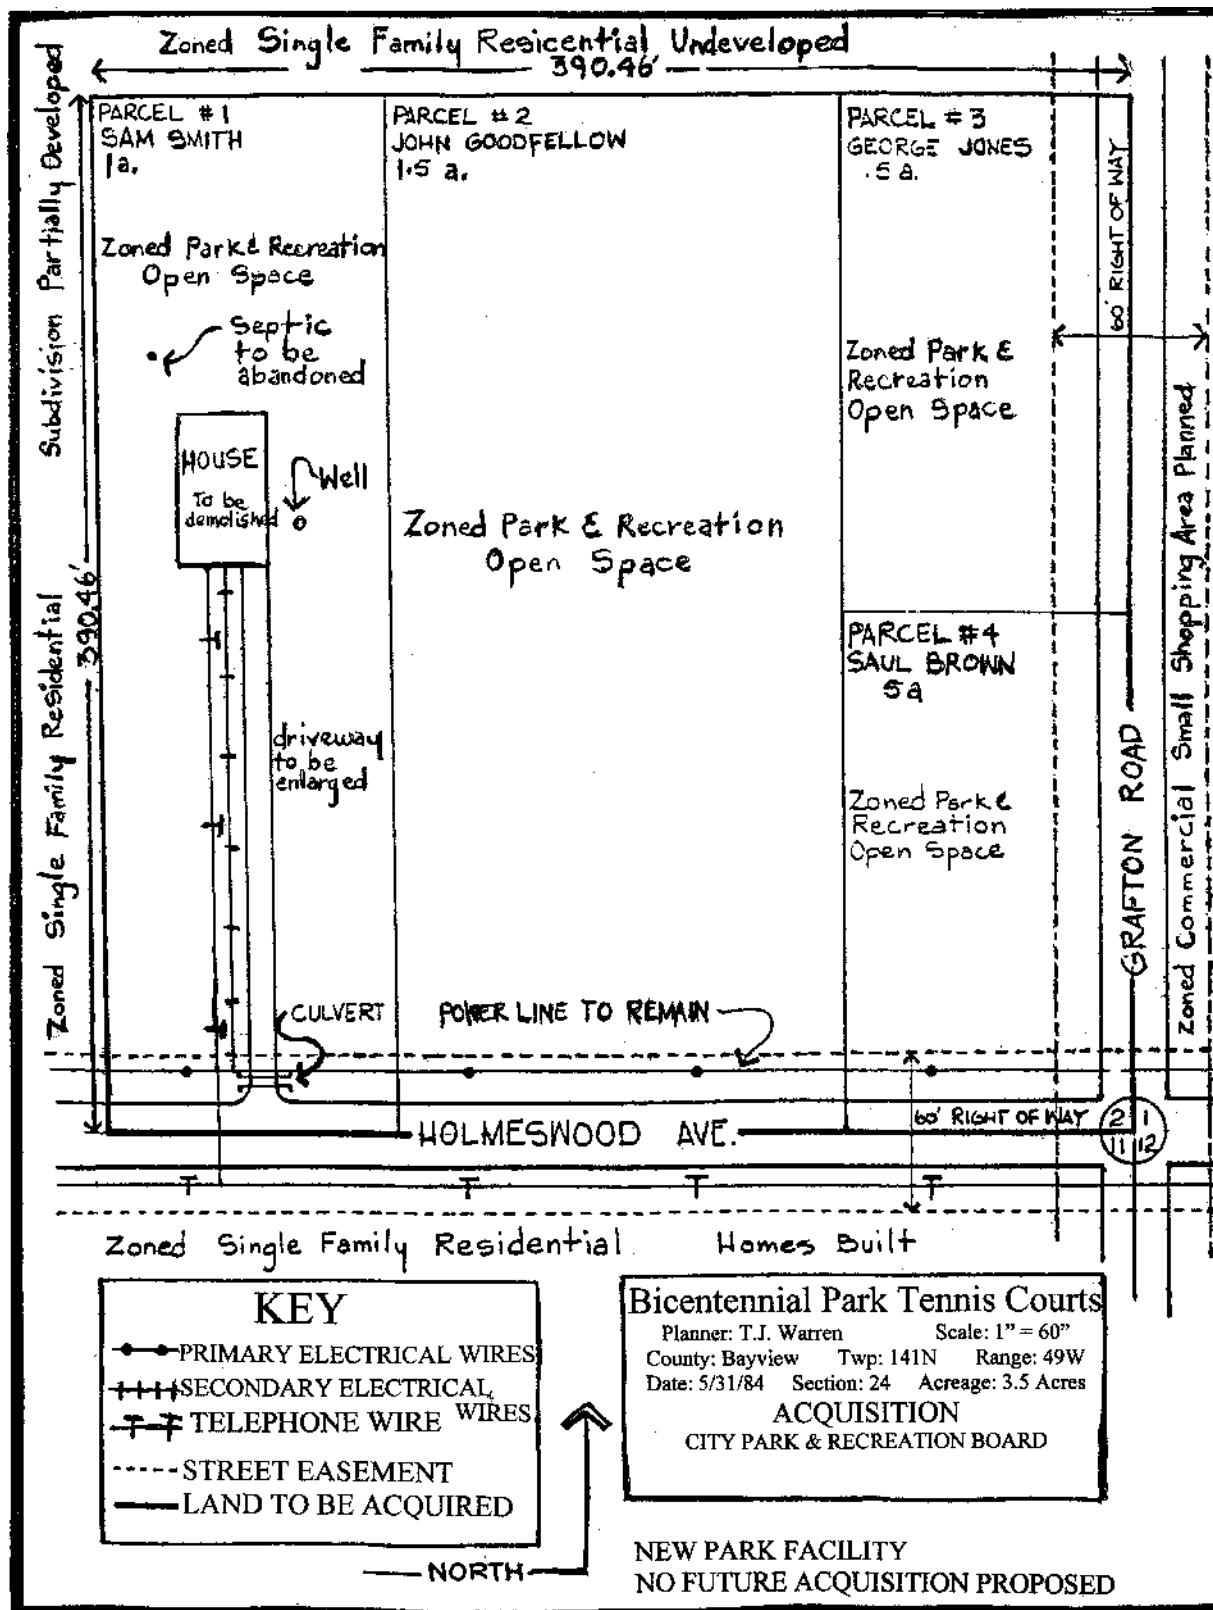 Zoned Single Family Resicential Undeveloped
390.46'
Subdivision Partially Developed
Zoned Single Family Residential
390.46'
PARCEL #1
SAM SMITH
1a.
Zoned Park & Recreation
Open Space
Septic
to be
abandoned
HOUSE
To be
demolished
Well
driveway
to be
enlarged
CULVERT
PARCEL #2
JOHN GOODFELLOW
1.5 a.
Zoned Park & Recreation
Open Space
POWER LINE TO REMAIN
PARCEL #3
GEORGE JONES
.5 a.
Zoned Park &
Recreation
Open Space
PARCEL #4
SAUL BROWN
5a
Zoned Park &
Recreation
Open Space
60' RIGHT OF WAY
GRAFTON ROAD
Zoned Commercial Small Shopping Area Planned
60' RIGHT OF WAY
HOLMESWOOD AVE.
2 1
11 12
Zoned Single Family Residential Homes Built
KEY
PRIMARY ELECTRICAL WIRES
SECONDARY ELECTRICAL
WIRES
TELEPHONE WIRE
STREET EASEMENT
LAND TO BE ACQUIRED
NORTH
Bicentennial Park Tennis Courts
Planner: T.J. Warren Scale: 1" = 60"
County: Bayview Twp: 141N Range: 49W
Date: 5/31/84 Section: 24 Acreage: 3.5 Acres
ACQUISITION
CITY PARK & RECREATION BOARD
NEW PARK FACILITY
NO FUTURE ACQUISITION PROPOSED